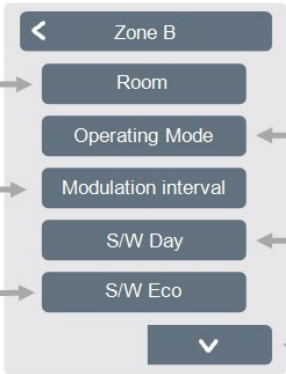 Zone B
Room
Operating Mode
Modulation interval
S/W Day
S/W Eco